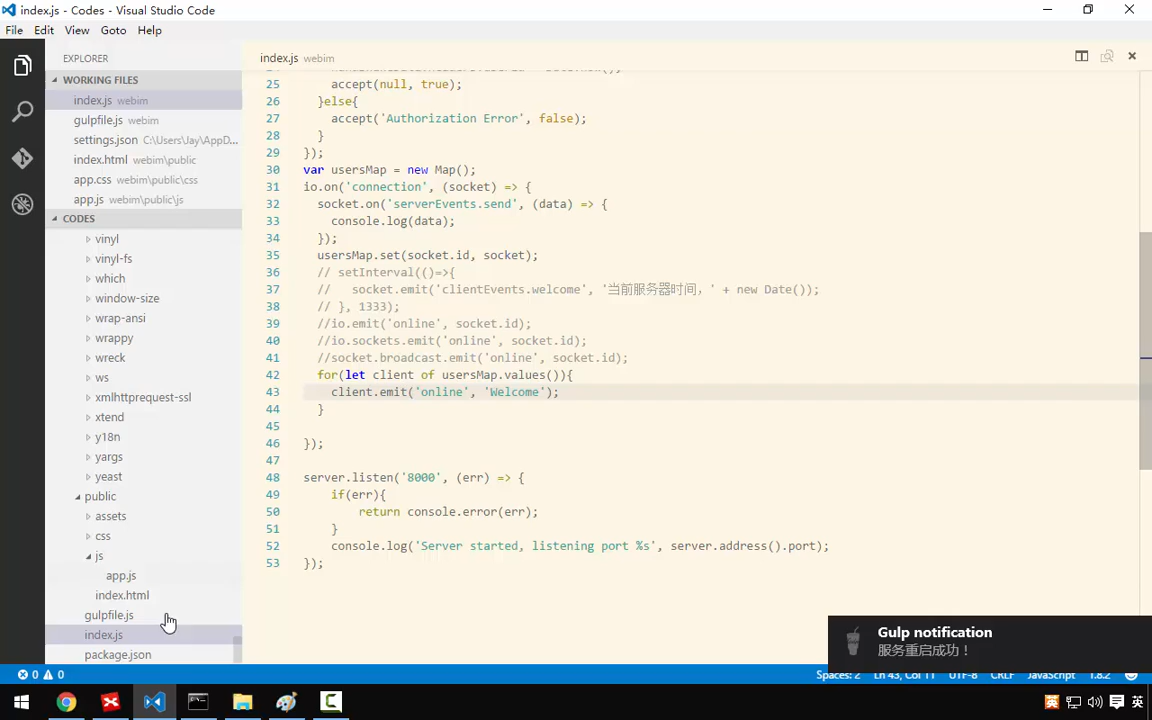 index.js - Codes - Visual Studio Code
File Edit View Goto Help
EXPLORER
WORKING FILES
index.js webim
gulpfile.js webim
settings.json C:\Users\Jay\AppD...
index.html webim\public
app.css webim\public\css
app.js webim\public\js
CODES
vinyl
vinyl-fs
which
window-size
wrap-ansi
wrappy
wreck
ws
xmlhttprequest-ssl
xtend
y18n
yargs
yeast
public
assets
css
js
app.js
index.html
gulpfile.js
index.js
package.json
index.js webim
25 accept(null, true);
26 }else{
27 accept('Authorization Error', false);
28 }
29 });
30 var usersMap = new Map();
31 io.on('connection', (socket) => {
32 socket.on('serverEvents.send', (data) => {
33 console.log(data);
34 });
35 usersMap.set(socket.id, socket);
36 // setInterval(()=>{
37 //   socket.emit('clientEvents.welcome', '当前服务器时间，' + new Date());
38 // }, 1333);
39 //io.emit('online', socket.id);
40 //io.sockets.emit('online', socket.id);
41 //socket.broadcast.emit('online', socket.id);
42 for(let client of usersMap.values()){
43 client.emit('online', 'Welcome');
44 }
45
46 });
47
48 server.listen('8000', (err) => {
49 if(err){
50 return console.error(err);
51 }
52 console.log('Server started, listening port %s', server.address().port);
53 });
Gulp notification
服务重启成功！
0 0
Spaces: 2 Ln 43, Col 11 UTF-8 CRLF JavaScript 1.8.2
英